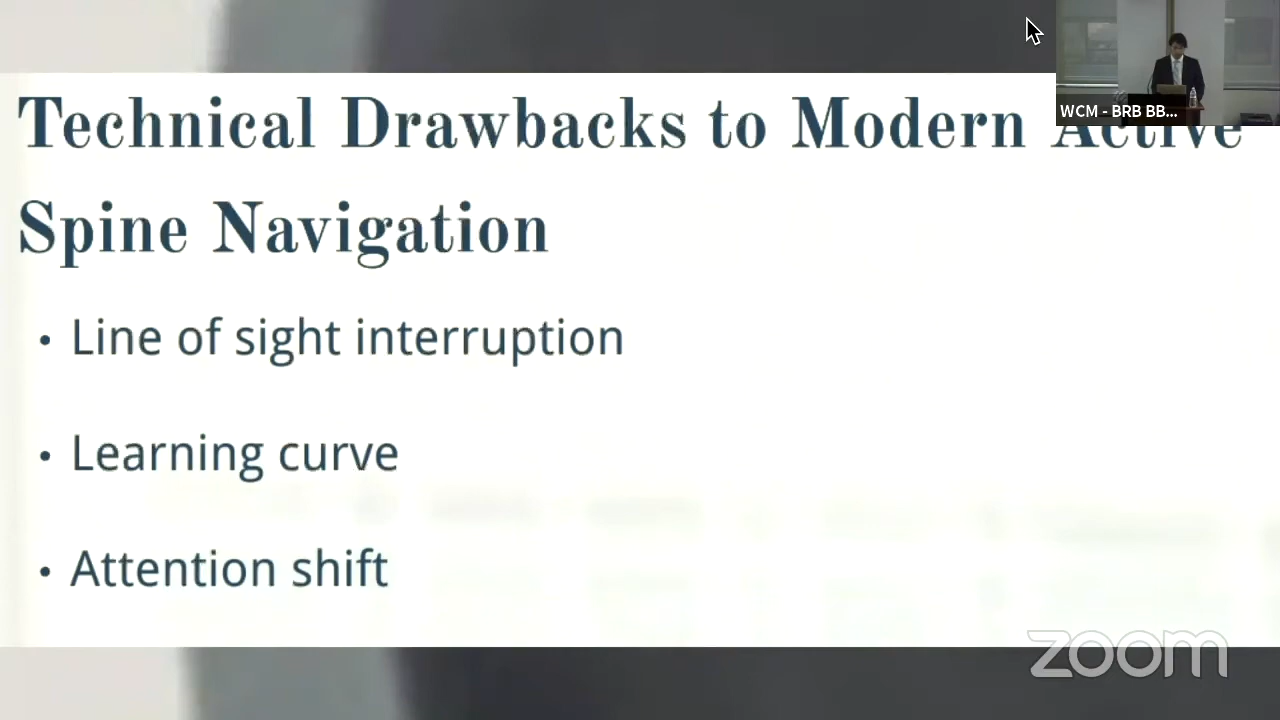 Technical Drawbacks to Modern Active
Spine Navigation
• Line of sight interruption
• Learning curve
• Attention shift
WCM - BRB BB...
zoom